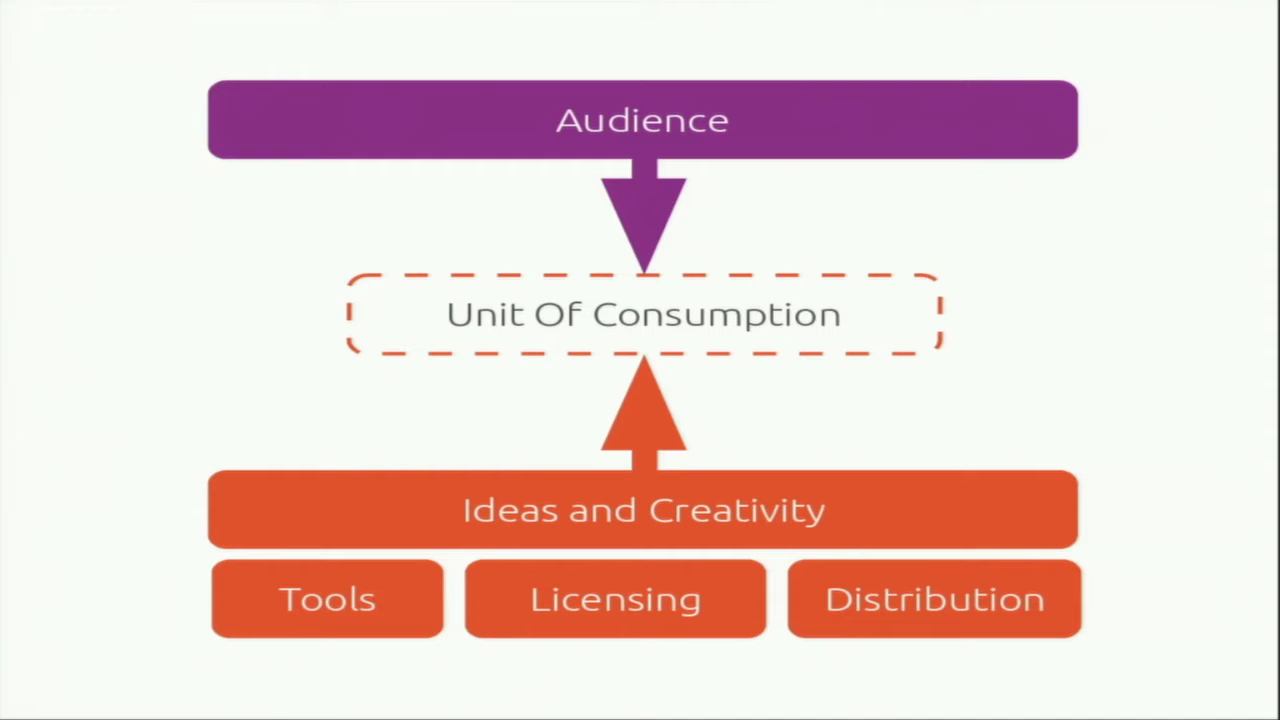 Audience
Unit Of Consumption
Ideas and Creativity
Tools
Licensing
Distribution